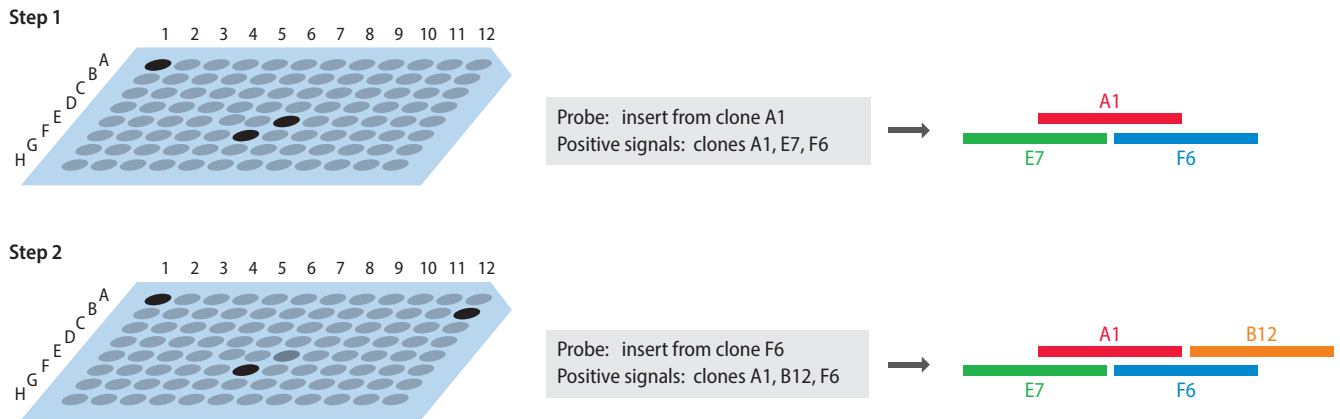 Step 1
1 2 3 4 5 6 7 8 9 10 11 12
A
B
C
D
E
F
G
H
Probe: insert from clone A1
Positive signals: clones A1, E7, F6
A1
E7 F6
Step 2
1 2 3 4 5 6 7 8 9 10 11 12
A
B
C
D
E
F
G
H
Probe: insert from clone F6
Positive signals: clones A1, B12, F6
A1 B12
E7 F6